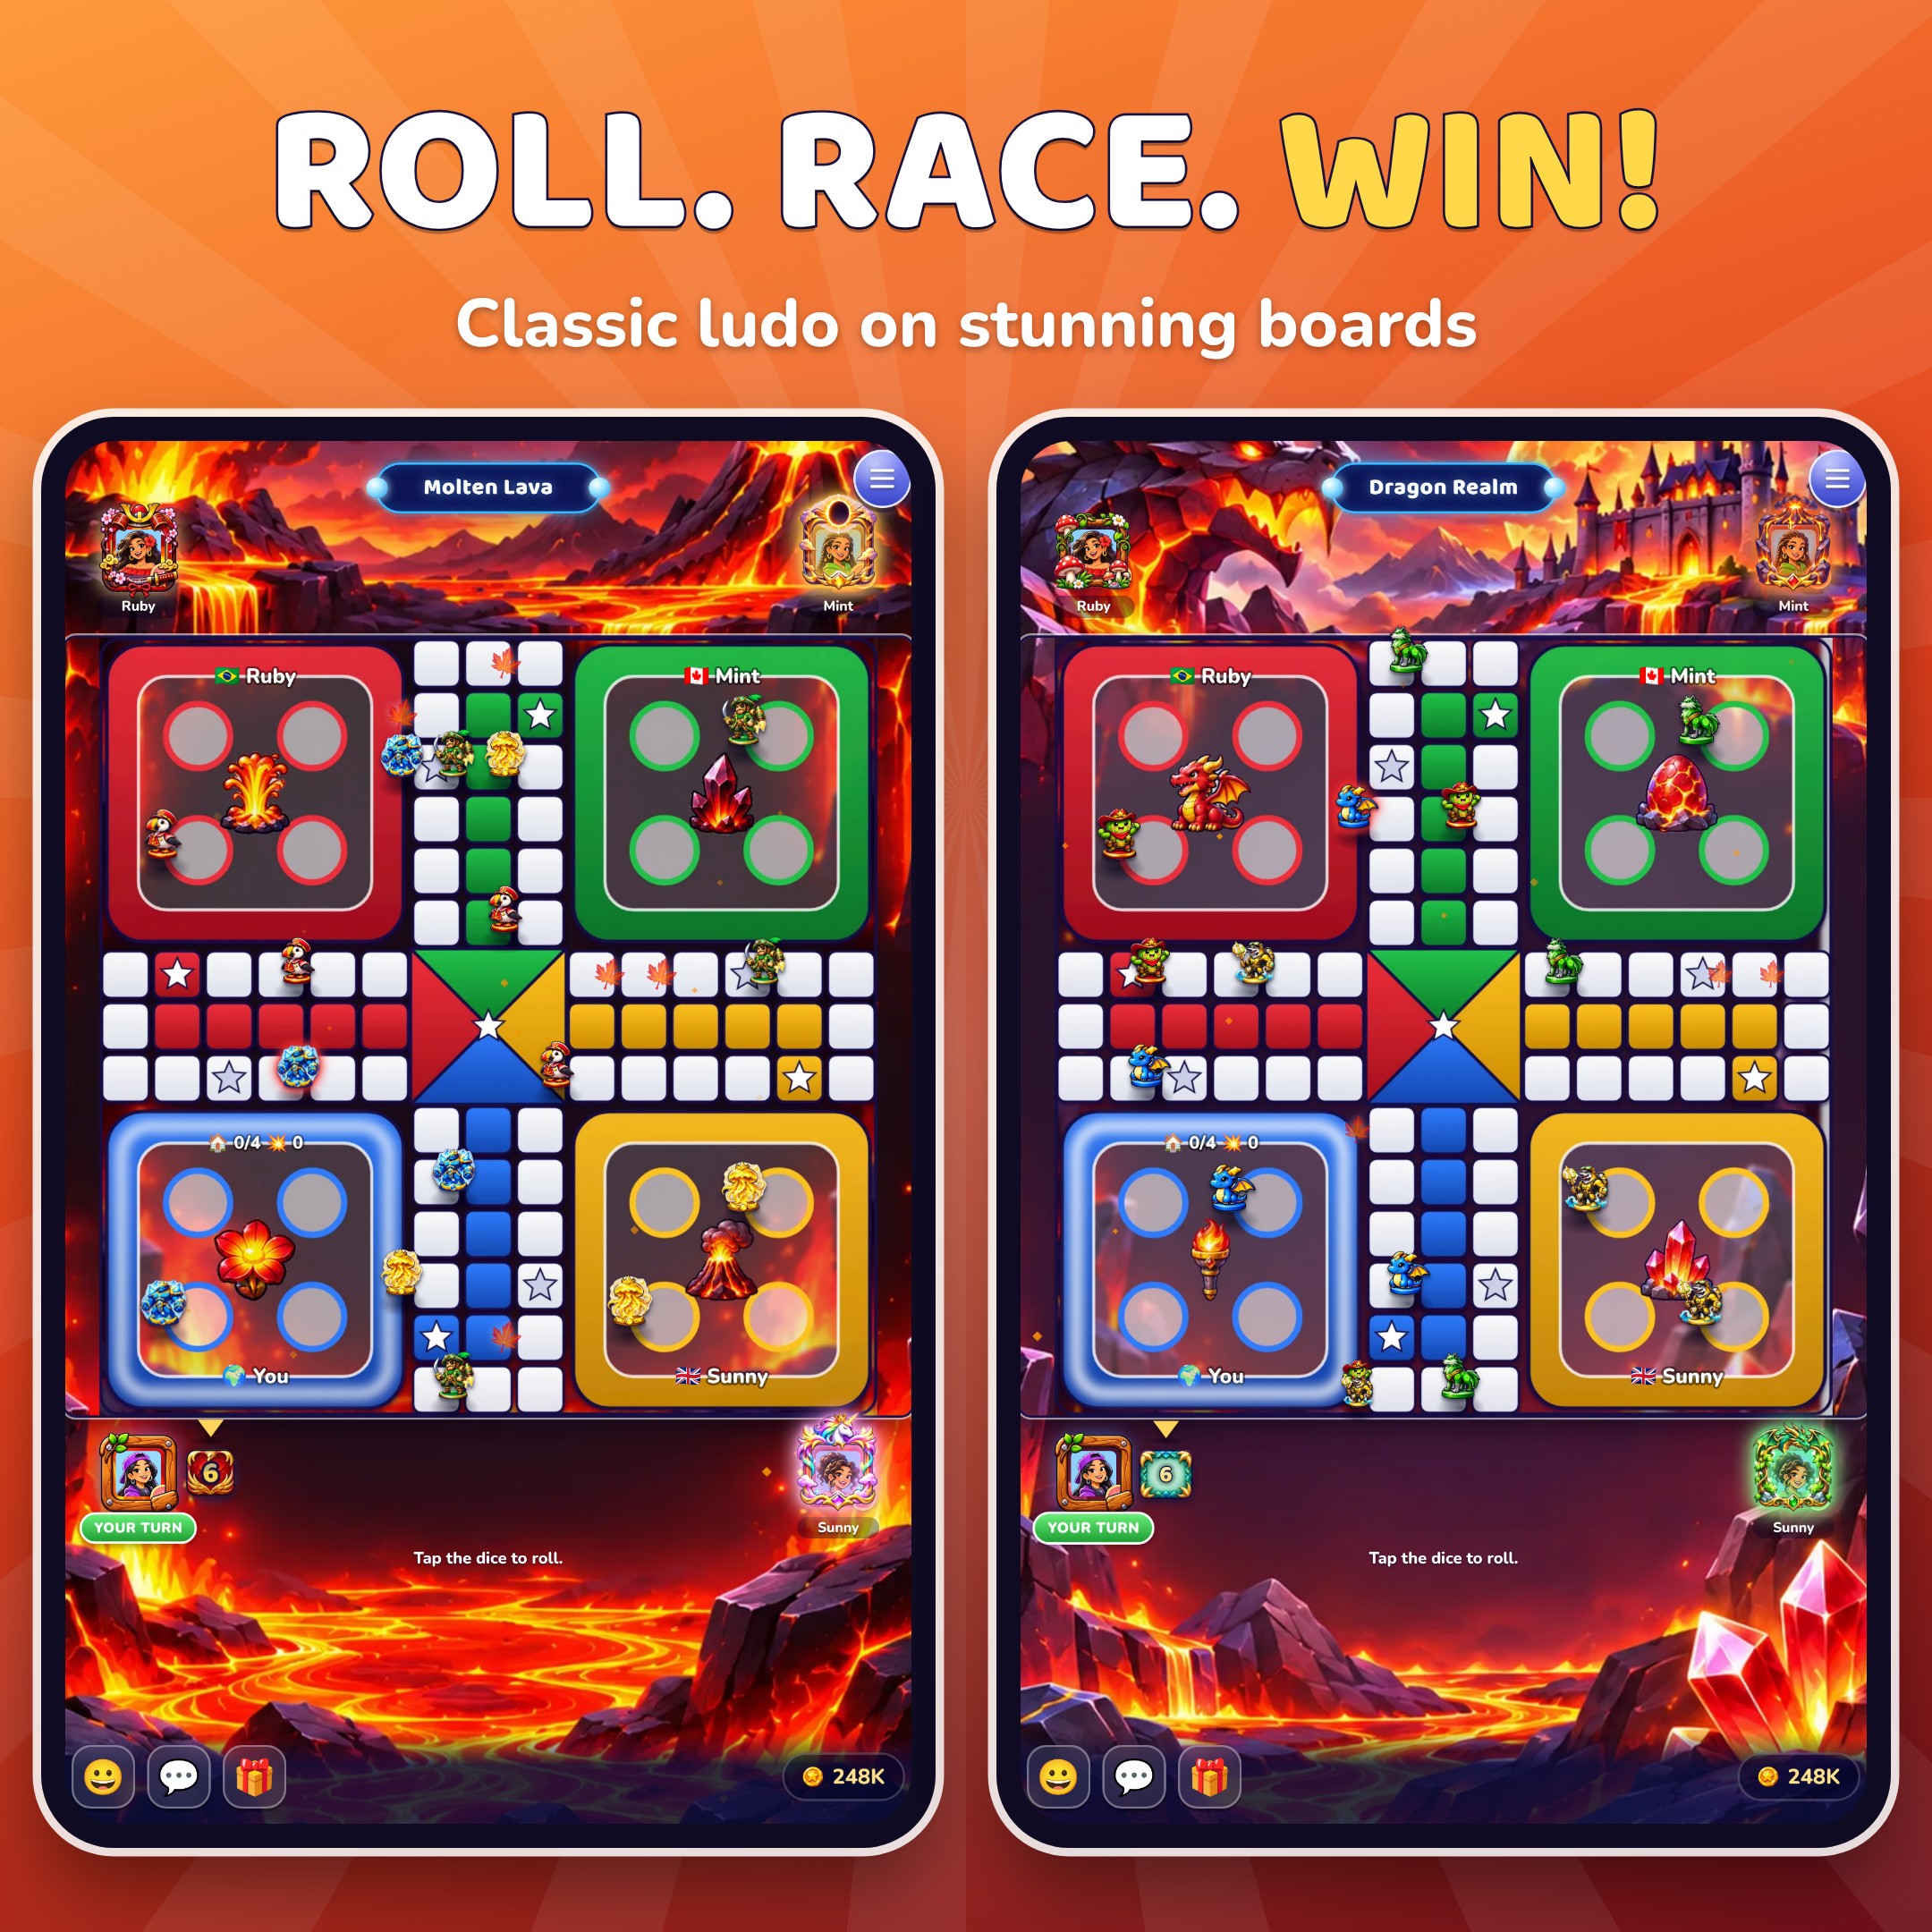 ROLL. RACE. WIN!
Classic ludo on stunning boards
Molten Lava
Ruby
Mint
Ruby
Mint
0/4 0
You
Sunny
6
YOUR TURN
Sunny
Tap the dice to roll.
248K
Dragon Realm
Ruby
Mint
Ruby
Mint
0/4 0
You
Sunny
6
YOUR TURN
Sunny
Tap the dice to roll.
248K